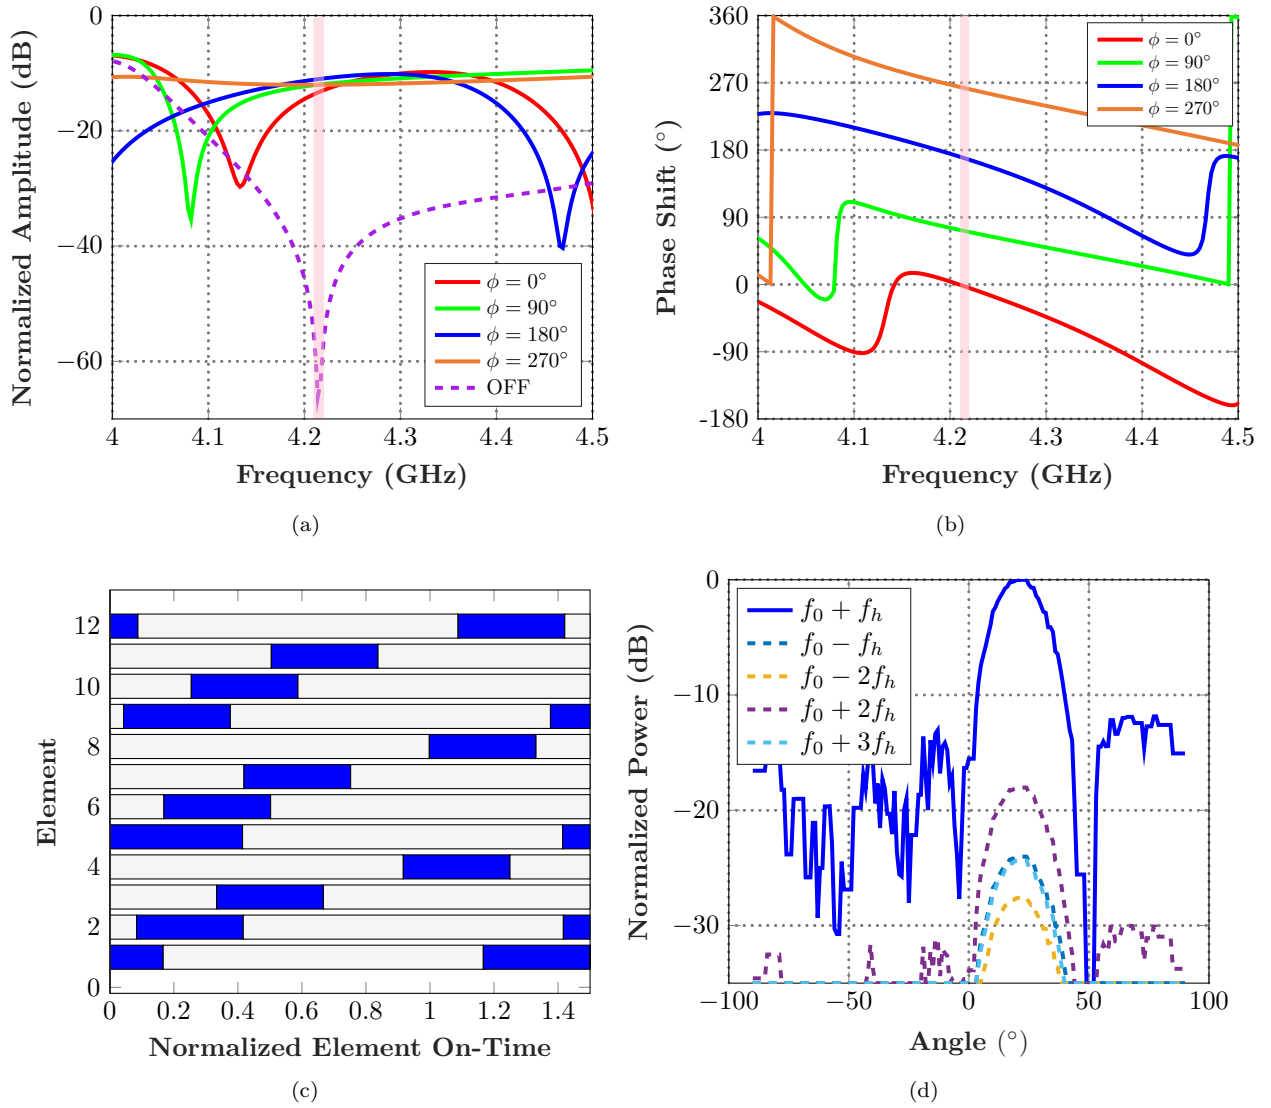 0
−20
−40
−60
4
4.1
4.2
4.3
4.4
4.5
Normalized Amplitude (dB)
Frequency (GHz)
ϕ = 0°
ϕ = 90°
ϕ = 180°
ϕ = 270°
OFF
(a)
360
270
180
90
0
-90
-180
4
4.1
4.2
4.3
4.4
4.5
Phase Shift (°)
Frequency (GHz)
ϕ = 0°
ϕ = 90°
ϕ = 180°
ϕ = 270°
(b)
12
10
8
6
4
2
0
0
0.2
0.4
0.6
0.8
1
1.2
1.4
Element
Normalized Element On-Time
(c)
0
−10
−20
−30
−100
−50
0
50
100
Normalized Power (dB)
Angle (°)
f₀ + fₕ
f₀ − fₕ
f₀ − 2fₕ
f₀ + 2fₕ
f₀ + 3fₕ
(d)